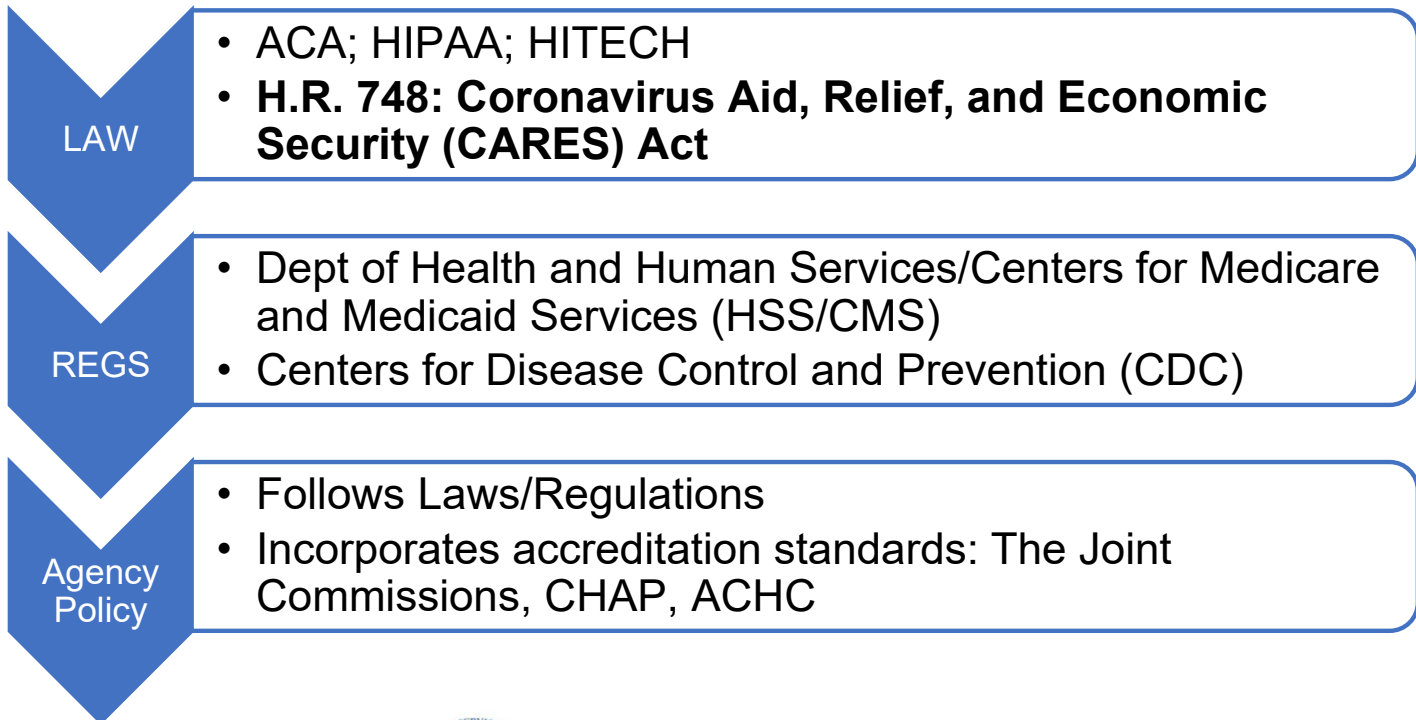 LAW
• ACA; HIPAA; HITECH
• H.R. 748: Coronavirus Aid, Relief, and Economic
Security (CARES) Act
REGS
• Dept of Health and Human Services/Centers for Medicare
and Medicaid Services (HSS/CMS)
• Centers for Disease Control and Prevention (CDC)
Agency
Policy
• Follows Laws/Regulations
• Incorporates accreditation standards: The Joint
Commissions, CHAP, ACHC